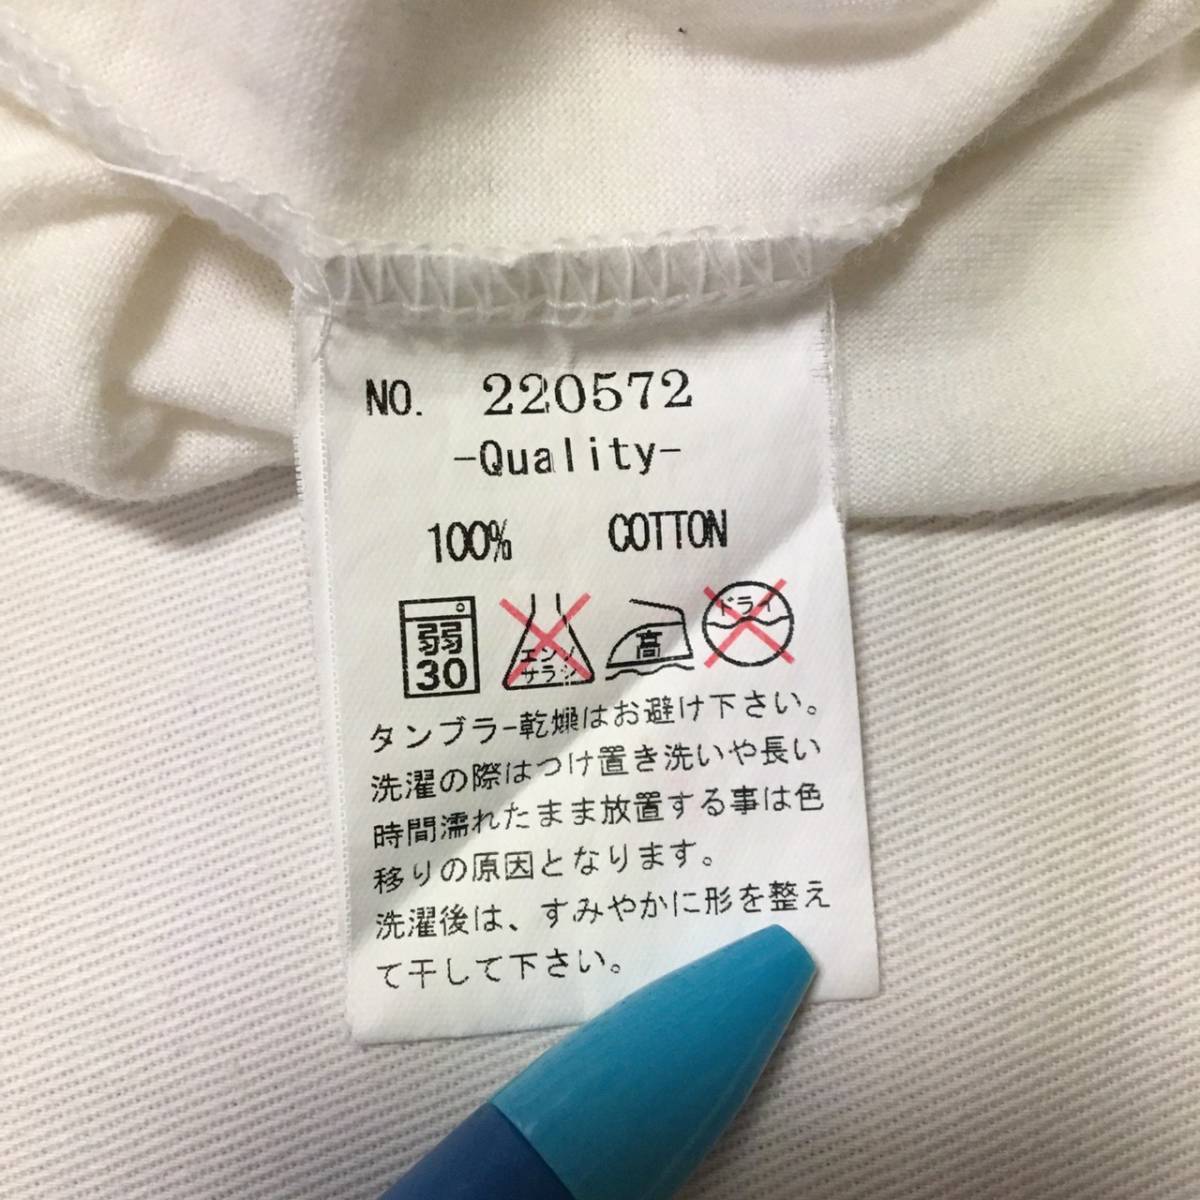 NO. 220572
-Quality-
100% COTTON
弱 30 エンソ サラシ 高 ドライ
タンブラー乾燥はお避け下さい。
洗濯の際はつけ置き洗いや長い
時間濡れたまま放置する事は色
移りの原因となります。
洗濯後は、すみやかに形を整え
て干して下さい。